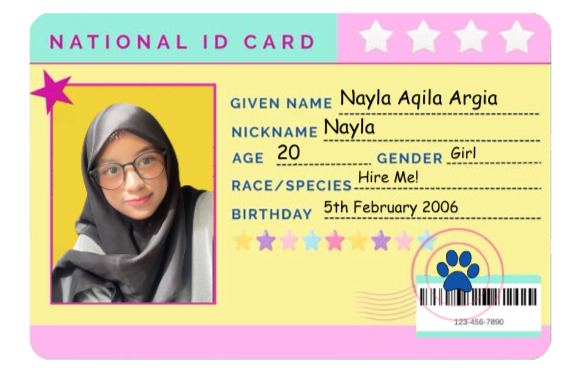 NATIONAL ID CARD
GIVEN NAME Nayla Aqila Argia
NICKNAME Nayla
AGE 20 GENDER Girl
RACE/SPECIES Hire Me!
BIRTHDAY 5th February 2006
123-456-7890